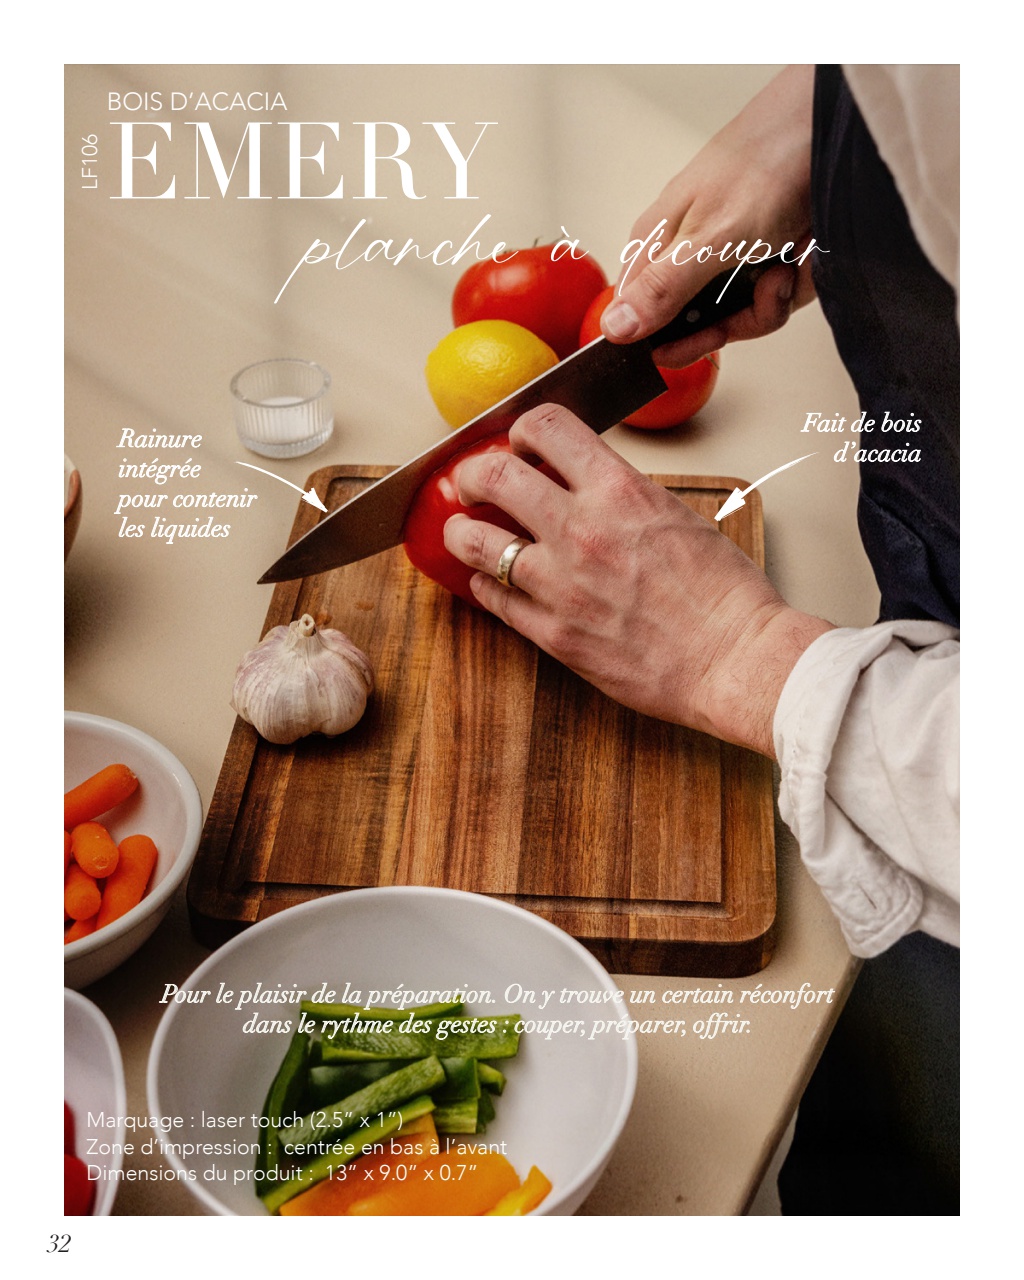 BOIS D'ACACIA
LF106
EMERY
planche à découper
Rainure
intégrée
pour contenir
les liquides
Fait de bois
d'acacia
Pour le plaisir de la préparation. On y trouve un certain réconfort
dans le rythme des gestes : couper, préparer, offrir.
Marquage : laser touch (2.5” x 1”)
Zone d'impression :  centrée en bas à l'avant
Dimensions du produit :  13” x 9.0” x 0.7”
32